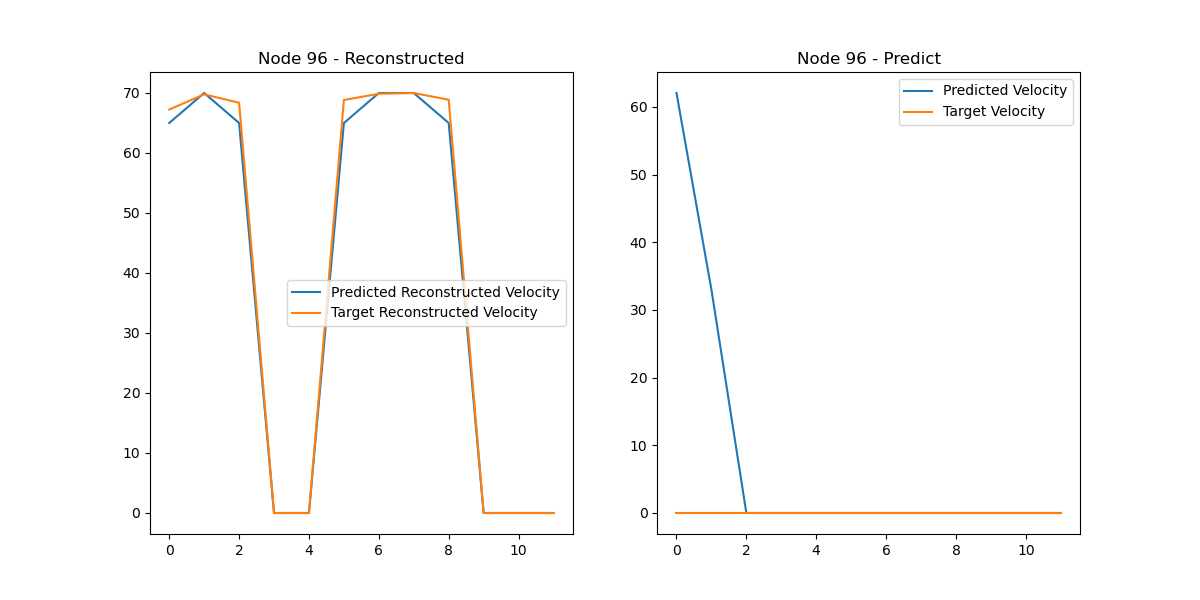 Node 96 - Reconstructed
70
60
50
40
30
20
10
0
0 2 4 6 8 10
Predicted Reconstructed Velocity
Target Reconstructed Velocity
Node 96 - Predict
60
50
40
30
20
10
0
0 2 4 6 8 10
Predicted Velocity
Target Velocity